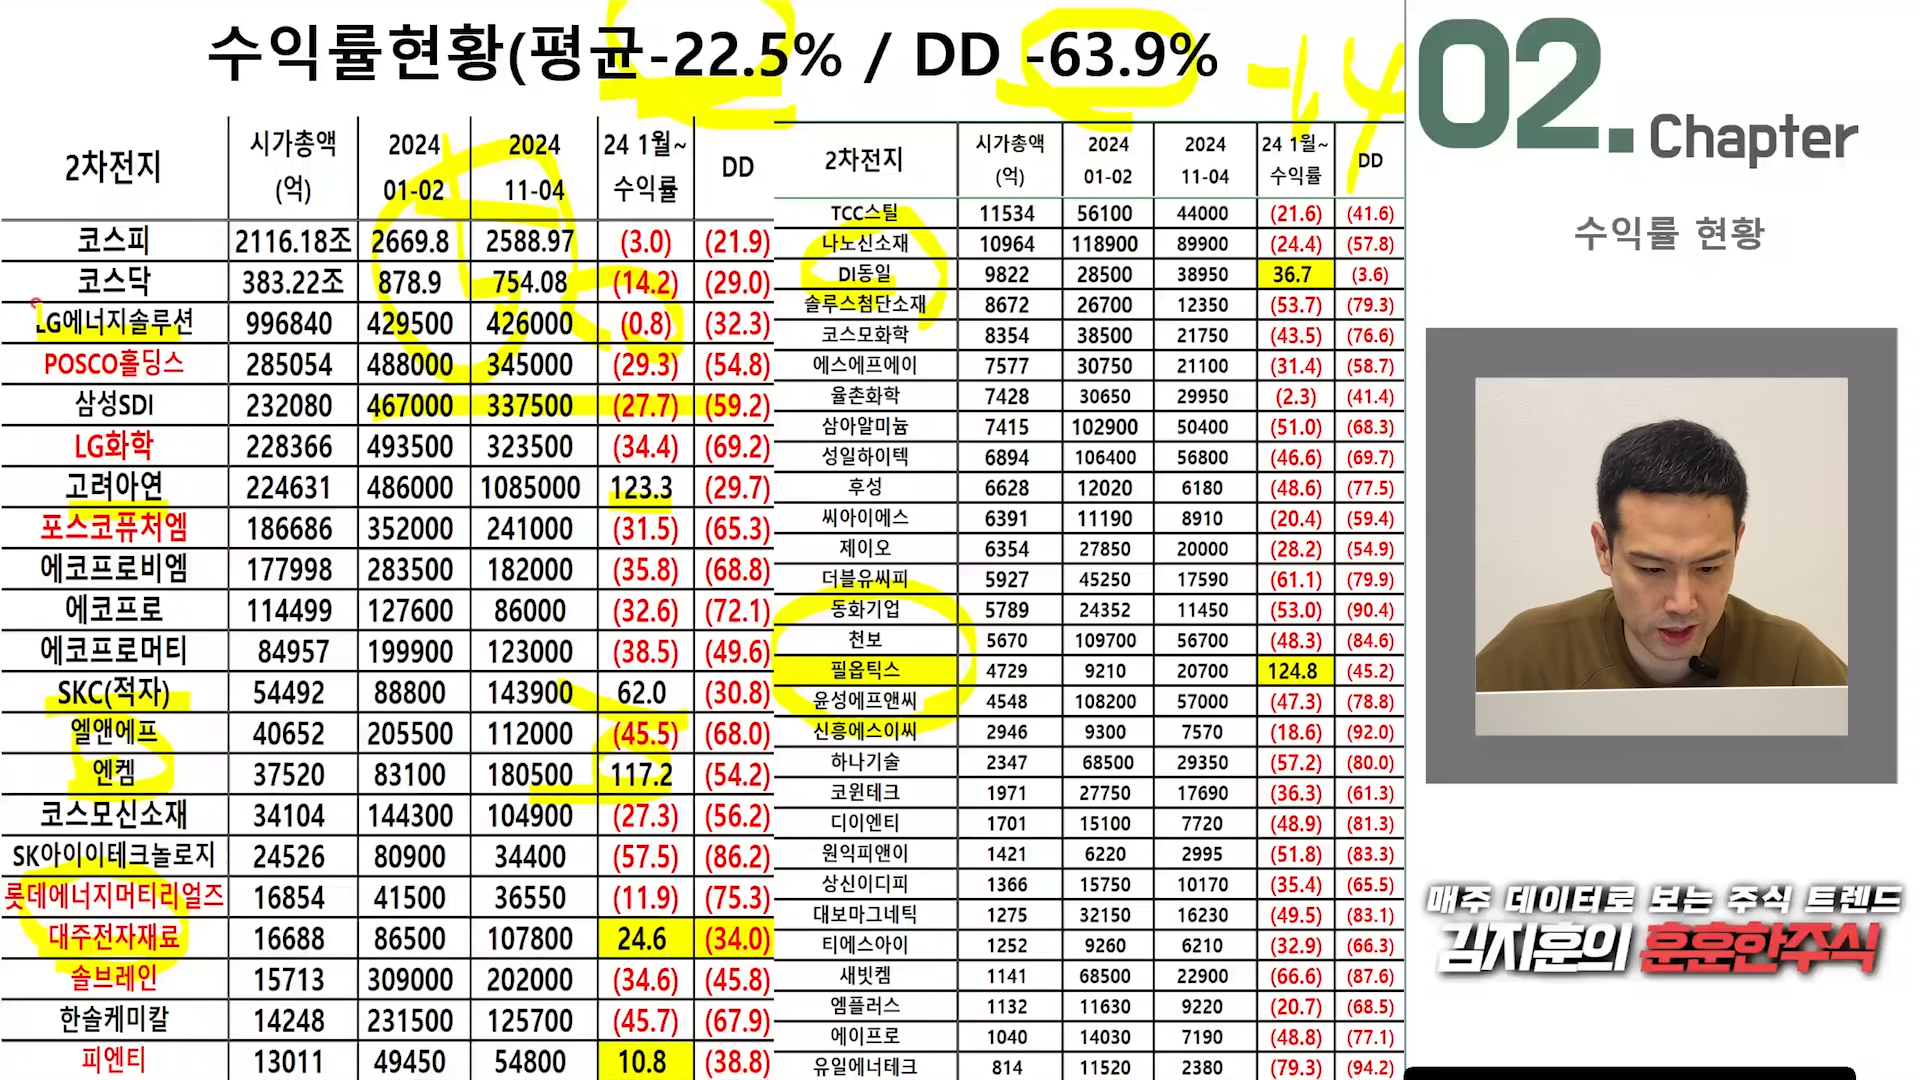 수익률현황(평균-22.5% / DD -63.9%
-14
2차전지 시가총액(억) 2024 01-02 2024 11-04 24 1월~ 수익률 DD
코스피 2116.18조 2669.8 2588.97 (3.0) (21.9)
코스닥 383.22조 878.9 754.08 (14.2) (29.0)
LG에너지솔루션 996840 429500 426000 (0.8) (32.3)
POSCO홀딩스 285054 488000 345000 (29.3) (54.8)
삼성SDI 232080 467000 337500 (27.7) (59.2)
LG화학 228366 493500 323500 (34.4) (69.2)
고려아연 224631 486000 1085000 123.3 (29.7)
포스코퓨처엠 186686 352000 241000 (31.5) (65.3)
에코프로비엠 177998 283500 182000 (35.8) (68.8)
에코프로 114499 127600 86000 (32.6) (72.1)
에코프로머티 84957 199900 123000 (38.5) (49.6)
SKC(적자) 54492 88800 143900 62.0 (30.8)
엘앤에프 40652 205500 112000 (45.5) (68.0)
엔켐 37520 83100 180500 117.2 (54.2)
코스모신소재 34104 144300 104900 (27.3) (56.2)
SK아이이테크놀로지 24526 80900 34400 (57.5) (86.2)
롯데에너지머티리얼즈 16854 41500 36550 (11.9) (75.3)
대주전자재료 16688 86500 107800 24.6 (34.0)
솔브레인 15713 309000 202000 (34.6) (45.8)
한솔케미칼 14248 231500 125700 (45.7) (67.9)
피엔티 13011 49450 54800 10.8 (38.8)
2차전지 시가총액(억) 2024 01-02 2024 11-04 24 1월~ 수익률 DD
TCC스틸 11534 56100 44000 (21.6) (41.6)
나노신소재 10964 118900 89900 (24.4) (57.8)
DI동일 9822 28500 38950 36.7 (3.6)
솔루스첨단소재 8672 26700 12350 (53.7) (79.3)
코스모화학 8354 38500 21750 (43.5) (76.6)
에스에프에이 7577 30750 21100 (31.4) (58.7)
율촌화학 7428 30650 29950 (2.3) (41.4)
삼아알미늄 7415 102900 50400 (51.0) (68.3)
성일하이텍 6894 106400 56800 (46.6) (69.7)
후성 6628 12020 6180 (48.6) (77.5)
씨아이에스 6391 11190 8910 (20.4) (59.4)
제이오 6354 27850 20000 (28.2) (54.9)
더블유씨피 5927 45250 17590 (61.1) (79.9)
동화기업 5789 24352 11450 (53.0) (90.4)
천보 5670 109700 56700 (48.3) (84.6)
필옵틱스 4729 9210 20700 124.8 (45.2)
윤성에프앤씨 4548 108200 57000 (47.3) (78.8)
신흥에스이씨 2946 9300 7570 (18.6) (92.0)
하나기술 2347 68500 29350 (57.2) (80.0)
코윈테크 1971 27750 17690 (36.3) (61.3)
디이엔티 1701 15100 7720 (48.9) (81.3)
원익피앤이 1421 6220 2995 (51.8) (83.3)
상신이디피 1366 15750 10170 (35.4) (65.5)
대보마그네틱 1275 32150 16230 (49.5) (83.1)
티에스아이 1252 9260 6210 (32.9) (66.3)
새빗켐 1141 68500 22900 (66.6) (87.6)
엠플러스 1132 11630 9220 (20.7) (68.5)
에이프로 1040 14030 7190 (48.8) (77.1)
유일에너테크 814 11520 2380 (79.3) (94.2)
02. Chapter
수익률 현황
매주 데이터로 보는 주식 트렌드
김지훈의 훈훈한주식